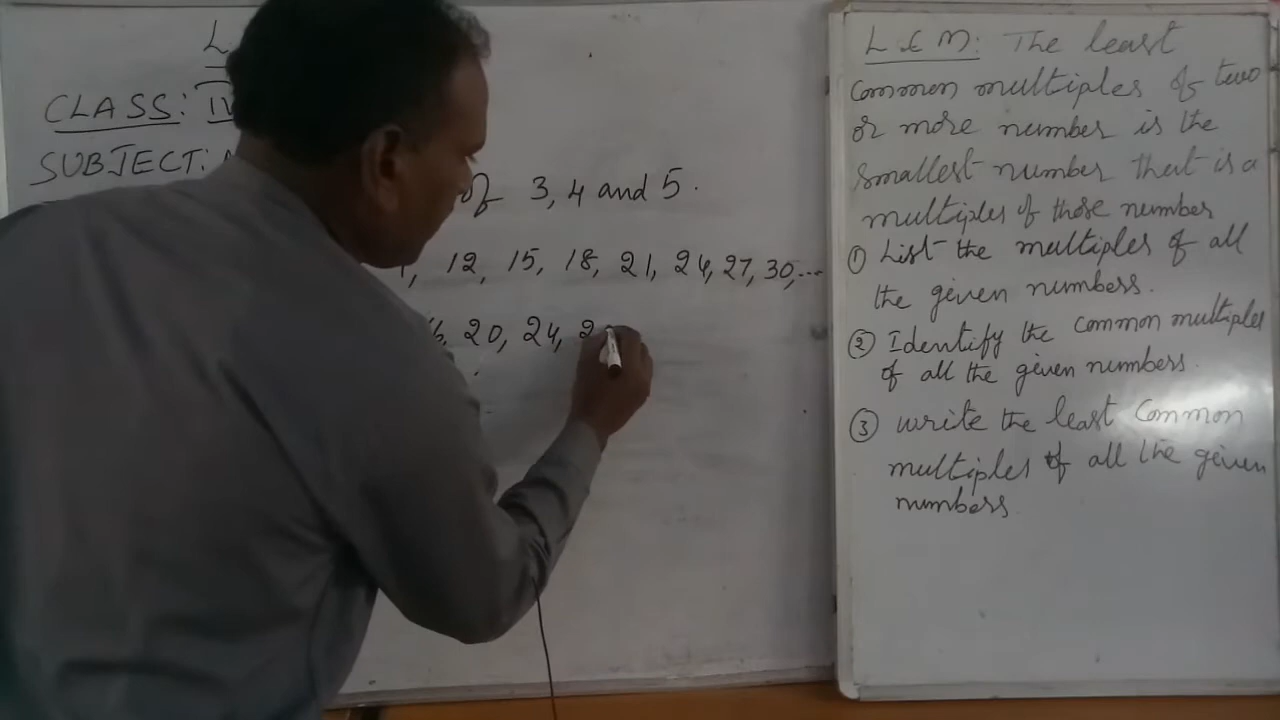 L
CLASS: IV
SUBJECT:
of 3, 4 and 5.
12, 15, 18, 21, 24, 27, 30,...
20, 24, 2
L.C.M: The least
common multiples of two
or more number is the
smallest number that is a
multiples of those number
① List the multiples of all
the given numbers.
② Identify the common multiples
of all the given numbers.
③ write the least common
multiples of all the given
numbers